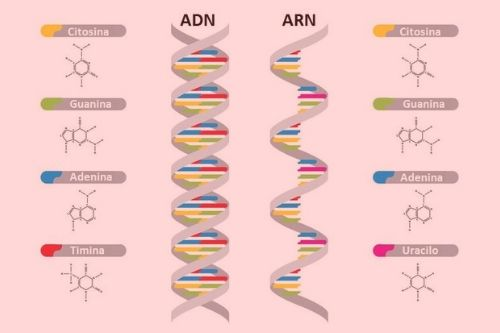 ADN
ARN
Citosina
Guanina
Adenina
Timina
Citosina
Guanina
Adenina
Uracilo